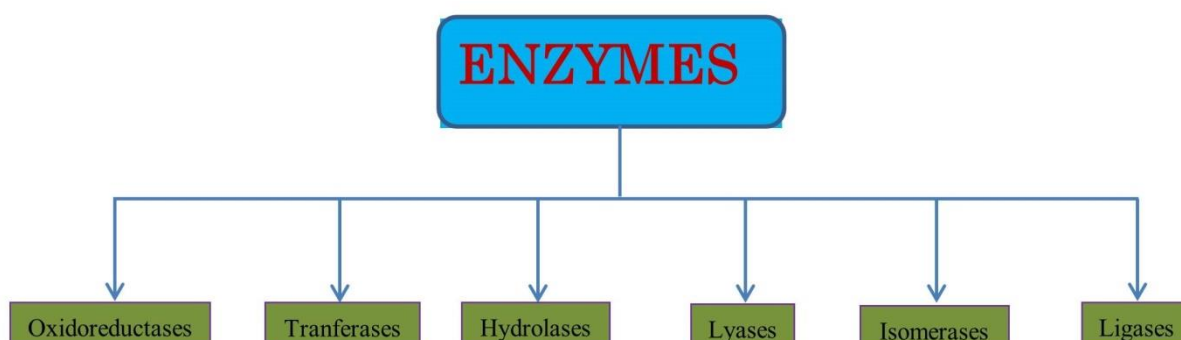 ENZYMES
Oxidoreductases
Tranferases
Hydrolases
Lyases
Isomerases
Ligases